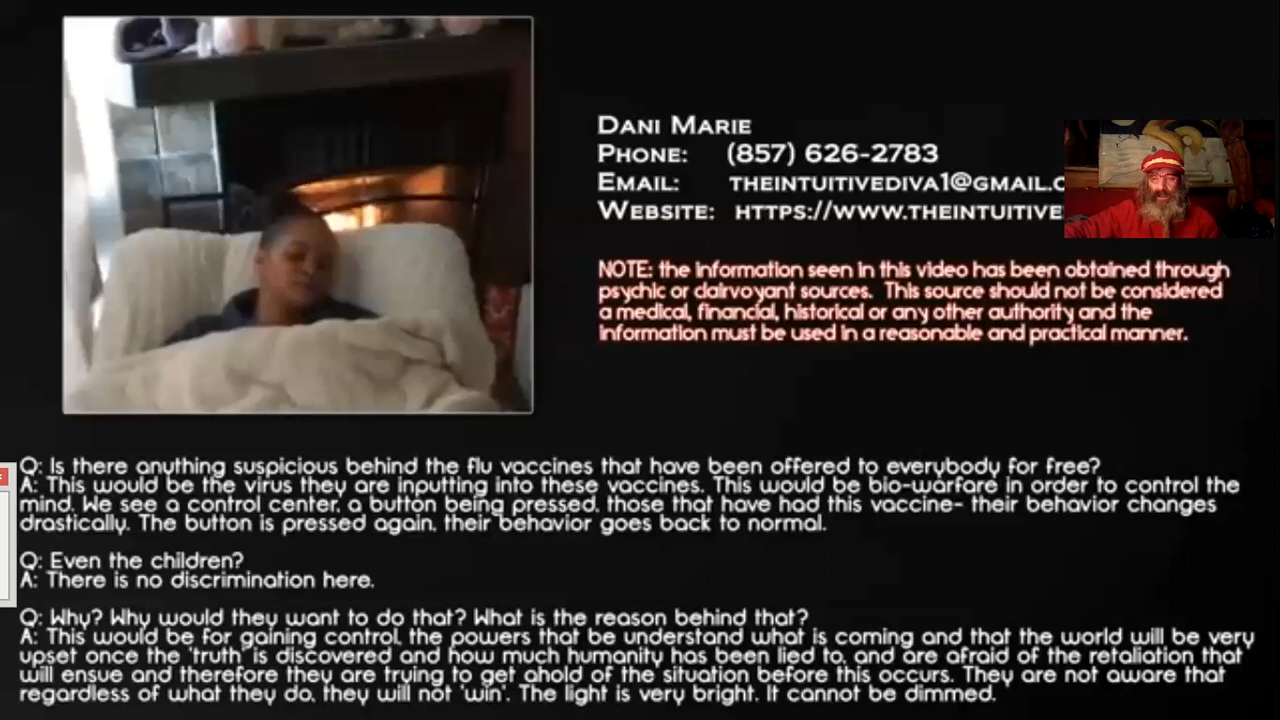 DANI MARIE
PHONE: (857) 626-2783
EMAIL: THEINTUITIVEDIVA1@GMAIL.C
WEBSITE: HTTPS://WWW.THEINTUITIVE
NOTE: the information seen in this video has been obtained through
psychic or clairvoyant sources. This source should not be considered
a medical, financial, historical or any other authority and the
information must be used in a reasonable and practical manner.
Q: Is there anything suspicious behind the flu vaccines that have been offered to everybody for free?
A: This would be the virus they are inputting into these vaccines. This would be bio-warfare in order to control the
mind. We see a control center, a button being pressed, those that have had this vaccine- their behavior changes
drastically. The button is pressed again, their behavior goes back to normal.
Q: Even the children?
A: There is no discrimination here.
Q: Why? Why would they want to do that? What is the reason behind that?
A: This would be for gaining control, the powers that be understand what is coming and that the world will be very
upset once the 'truth' is discovered and how much humanity has been lied to, and are afraid of the retaliation that
will ensue and therefore they are trying to get ahold of the situation before this occurs. They are not aware that
regardless of what they do, they will not 'win'. The light is very bright. It cannot be dimmed.